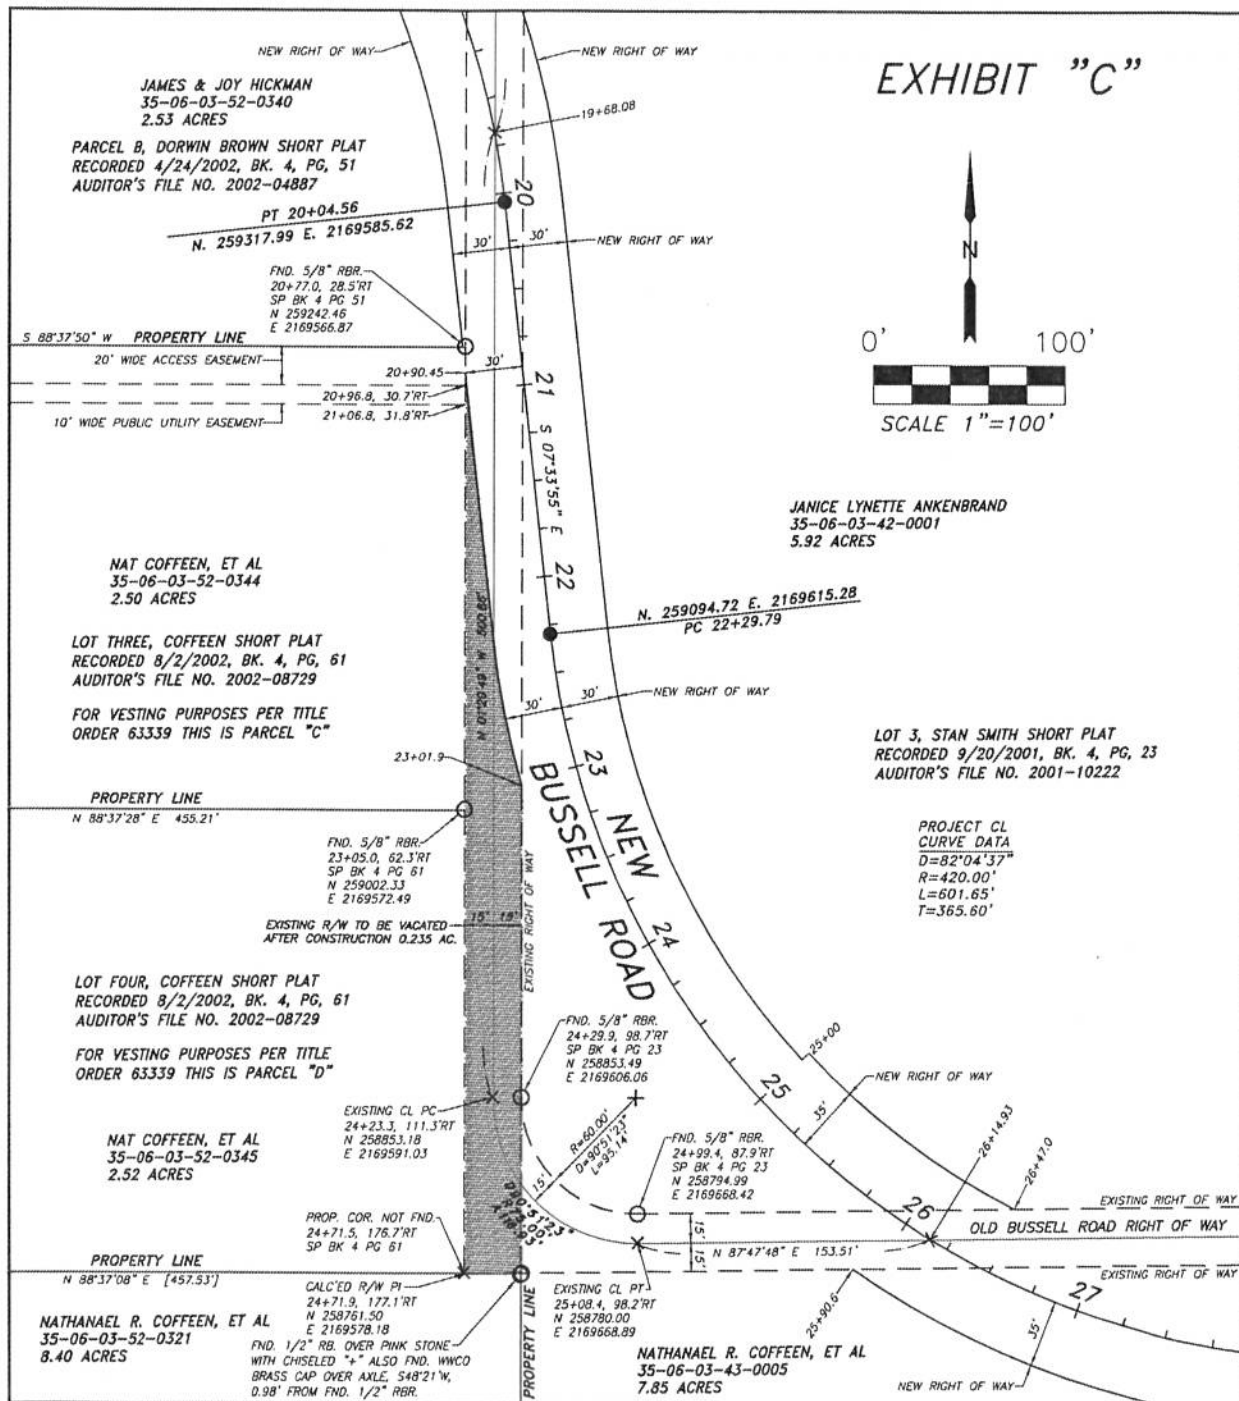 EXHIBIT "C"
NEW RIGHT OF WAY
NEW RIGHT OF WAY
JAMES & JOY HICKMAN
35-06-03-52-0340
2.53 ACRES
19+68.08
PARCEL B, DORWIN BROWN SHORT PLAT
RECORDED 4/24/2002, BK. 4, PG, 51
AUDITOR'S FILE NO. 2002-04887
20
PT 20+04.56
N. 259317.99 E. 2169585.62
30'
30'
NEW RIGHT OF WAY
N
FND. 5/8" RBR.
20+77.0, 28.5'RT
SP BK 4 PG 51
N 259242.46
E 2169566.87
0'
100'
SCALE 1"=100'
S 88°37'50" W
PROPERTY LINE
20' WIDE ACCESS EASEMENT
30'
20+90.45
21
20+96.8, 30.7'RT
21+06.8, 31.8'RT
10' WIDE PUBLIC UTILITY EASEMENT
S 07°33'55" E
JANICE LYNETTE ANKENBRAND
35-06-03-42-0001
5.92 ACRES
NAT COFFEEN, ET AL
35-06-03-52-0344
2.50 ACRES
22
N. 259094.72 E. 2169615.28
PC 22+29.79
LOT THREE, COFFEEN SHORT PLAT
RECORDED 8/2/2002, BK. 4, PG, 61
AUDITOR'S FILE NO. 2002-08729
FOR VESTING PURPOSES PER TITLE
ORDER 63339 THIS IS PARCEL "C"
N 01°20'49" W
30'
30'
NEW RIGHT OF WAY
LOT 3, STAN SMITH SHORT PLAT
RECORDED 9/20/2001, BK. 4, PG, 23
AUDITOR'S FILE NO. 2001-10222
23+01.9
23
NEW
BUSSELL ROAD
PROPERTY LINE
N 88°37'28" E 455.21'
PROJECT CL
CURVE DATA
D=82°04'37"
R=420.00'
L=601.65'
T=365.60'
FND. 5/8" RBR.
23+05.0, 62.3'RT
SP BK 4 PG 61
N 259002.33
E 2169572.49
EXISTING RIGHT OF WAY
15'
15'
EXISTING R/W TO BE VACATED
AFTER CONSTRUCTION 0.235 AC.
24
LOT FOUR, COFFEEN SHORT PLAT
RECORDED 8/2/2002, BK. 4, PG, 61
AUDITOR'S FILE NO. 2002-08729
FOR VESTING PURPOSES PER TITLE
ORDER 63339 THIS IS PARCEL "D"
FND. 5/8" RBR.
24+29.9, 98.7'RT
SP BK 4 PG 23
N 258853.49
E 2169606.06
25+00
25
NEW RIGHT OF WAY
35'
EXISTING CL PC
24+23.3, 111.3'RT
N 258853.18
E 2169591.03
R=60.00'
D=90°51'23"
L=95.14'
15'
NAT COFFEEN, ET AL
35-06-03-52-0345
2.52 ACRES
FND. 5/8" RBR.
24+99.4, 87.9'RT
SP BK 4 PG 23
N 258794.99
E 2169668.42
26+14.93
26+47.0
26
EXISTING RIGHT OF WAY
OLD BUSSELL ROAD RIGHT OF WAY
15'
15'
N 87°47'48" E 153.51'
EXISTING RIGHT OF WAY
PROP. COR. NOT FND.
24+71.5, 176.7'RT
SP BK 4 PG 61
PROPERTY LINE
N 88°37'08" E [457.53']
CALC'ED R/W PI
24+71.9, 177.1'RT
N 258761.50
E 2169578.18
EXISTING CL PT
25+08.4, 98.2'RT
N 258780.00
E 2169668.89
25+90.6
27
35'
NEW RIGHT OF WAY
NATHANAEL R. COFFEEN, ET AL
35-06-03-52-0321
8.40 ACRES
FND. 1/2" RB. OVER PINK STONE
WITH CHISELED "+" ALSO FND. WWCO
BRASS CAP OVER AXLE, S48°21'W,
0.98' FROM FND. 1/2" RBR.
PROPERTY LINE
NATHANAEL R. COFFEEN, ET AL
35-06-03-43-0005
7.85 ACRES